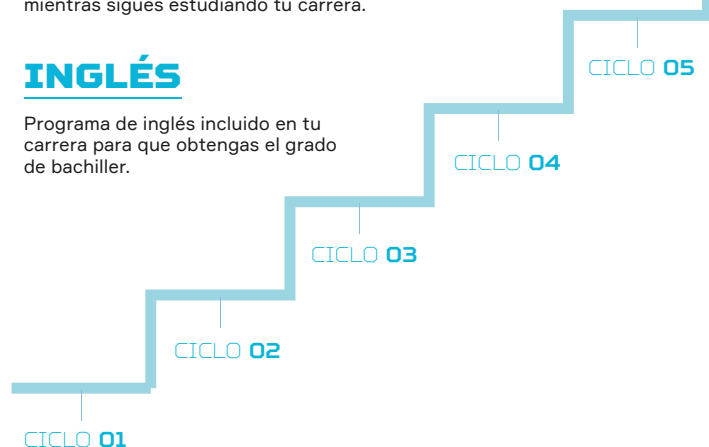 mientras sigues estudiando tu carrera.
INGLÉS
Programa de inglés incluido en tu
carrera para que obtengas el grado
de bachiller.
CICLO 05
CICLO 04
CICLO 03
CICLO 02
CICLO 01